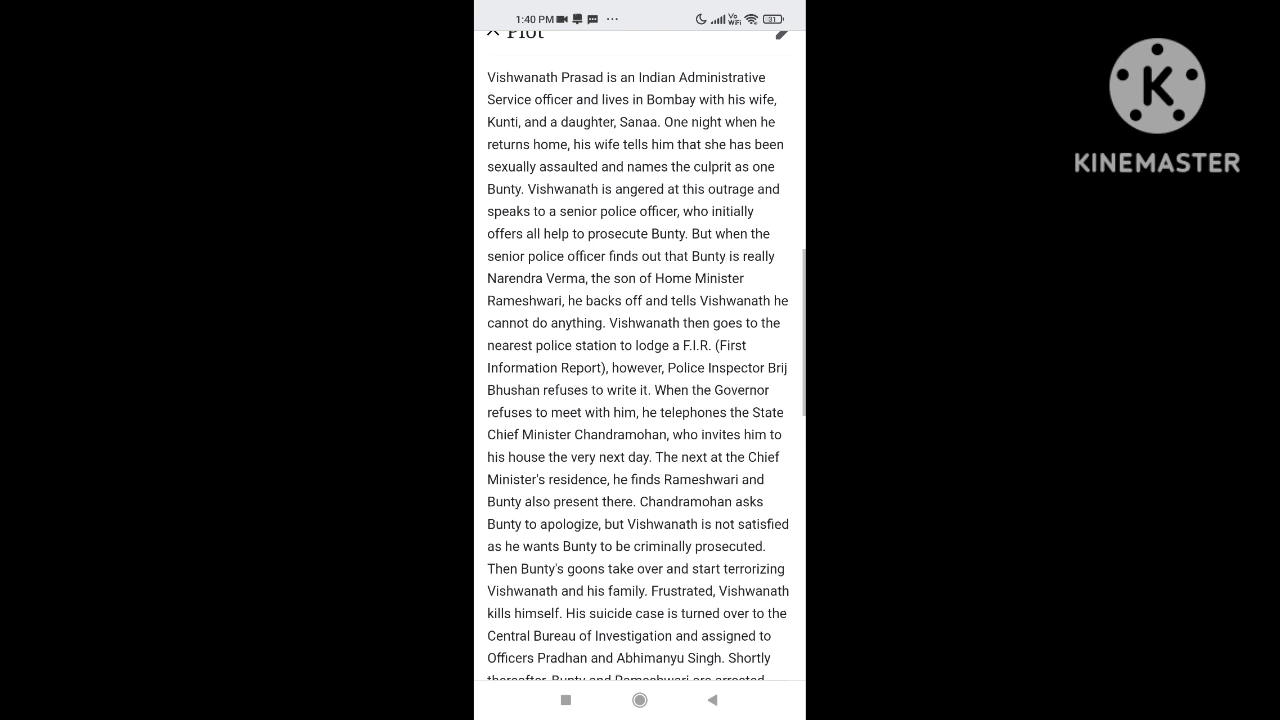 1:40 PM
Vo
WiFi
31
Plot
Vishwanath Prasad is an Indian Administrative
Service officer and lives in Bombay with his wife,
Kunti, and a daughter, Sanaa. One night when he
returns home, his wife tells him that she has been
sexually assaulted and names the culprit as one
Bunty. Vishwanath is angered at this outrage and
speaks to a senior police officer, who initially
offers all help to prosecute Bunty. But when the
senior police officer finds out that Bunty is really
Narendra Verma, the son of Home Minister
Rameshwari, he backs off and tells Vishwanath he
cannot do anything. Vishwanath then goes to the
nearest police station to lodge a F.I.R. (First
Information Report), however, Police Inspector Brij
Bhushan refuses to write it. When the Governor
refuses to meet with him, he telephones the State
Chief Minister Chandramohan, who invites him to
his house the very next day. The next at the Chief
Minister's residence, he finds Rameshwari and
Bunty also present there. Chandramohan asks
Bunty to apologize, but Vishwanath is not satisfied
as he wants Bunty to be criminally prosecuted.
Then Bunty's goons take over and start terrorizing
Vishwanath and his family. Frustrated, Vishwanath
kills himself. His suicide case is turned over to the
Central Bureau of Investigation and assigned to
Officers Pradhan and Abhimanyu Singh. Shortly
thereafter, Bunty and Rameshwari are arrested
K
KINEMASTER